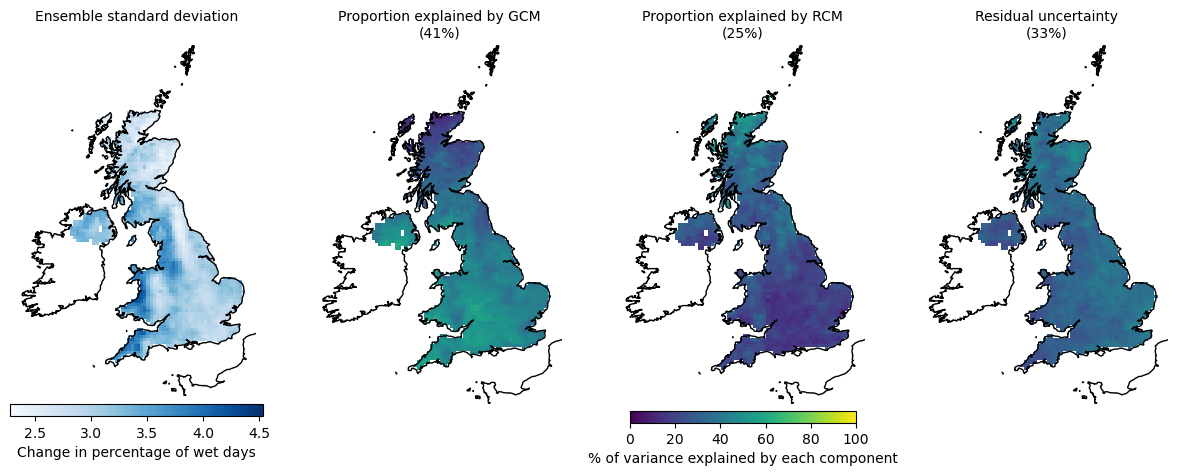 Ensemble standard deviation
Proportion explained by GCM
(41%)
Proportion explained by RCM
(25%)
Residual uncertainty
(33%)
2.5 3.0 3.5 4.0 4.5
Change in percentage of wet days
0 20 40 60 80 100
% of variance explained by each component